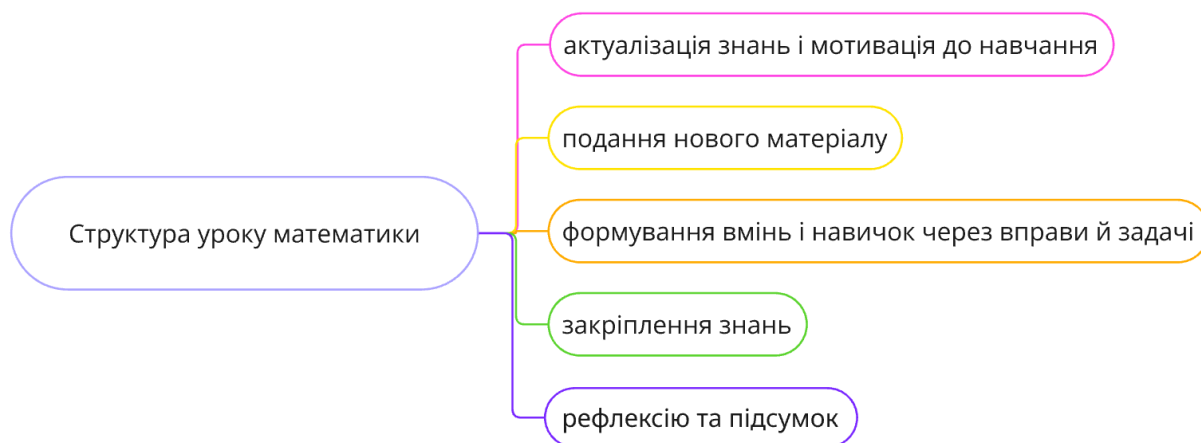 актуалізація знань і мотивація до навчання
подання нового матеріалу
Структура уроку математики
формування вмінь і навичок через вправи й задачі
закріплення знань
рефлексію та підсумок